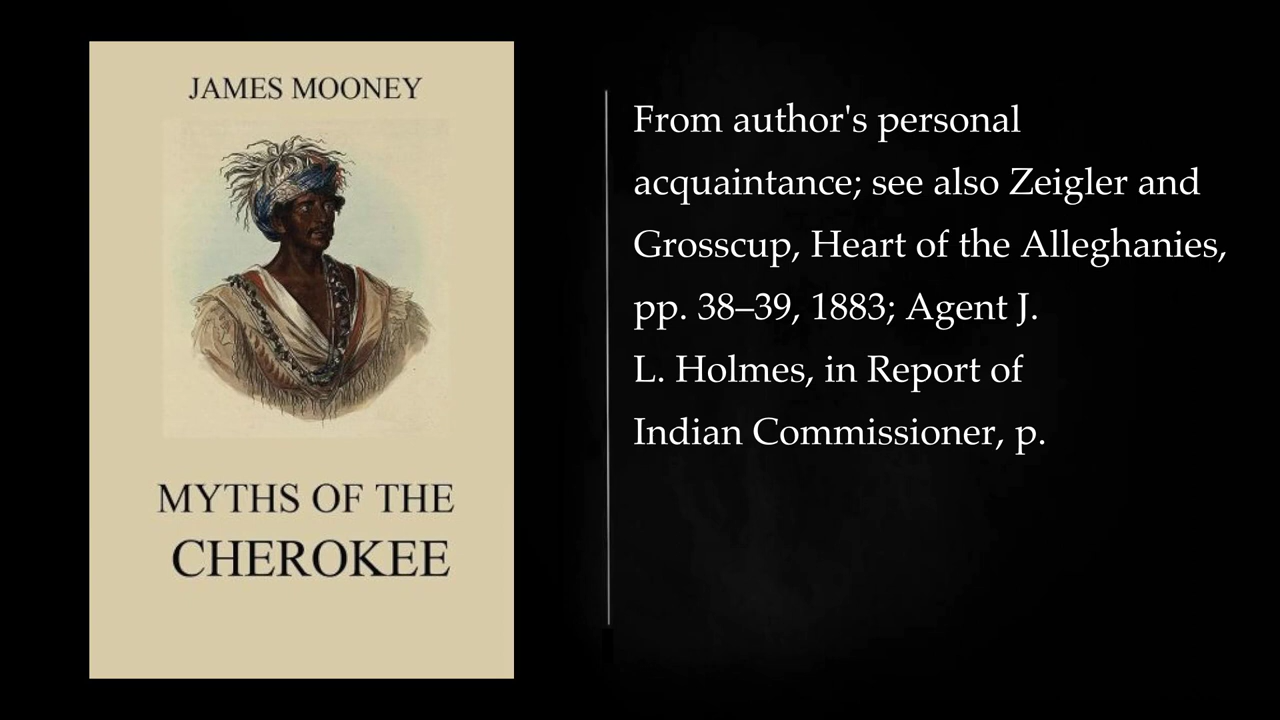 JAMES MOONEY
MYTHS OF THE
CHEROKEE
From author's personal
acquaintance; see also Zeigler and
Grosscup, Heart of the Alleghanies,
pp. 38–39, 1883; Agent J.
L. Holmes, in Report of
Indian Commissioner, p.